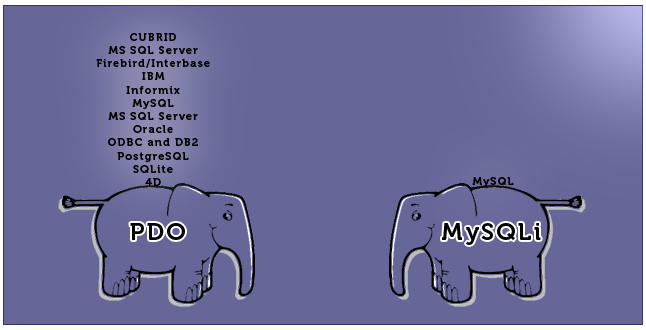 CUBRID
MS SQL Server
Firebird/Interbase
IBM
Informix
MySQL
MS SQL Server
Oracle
ODBC and DB2
PostgreSQL
SQLite
4D
PDO
MySQL
MySQLi